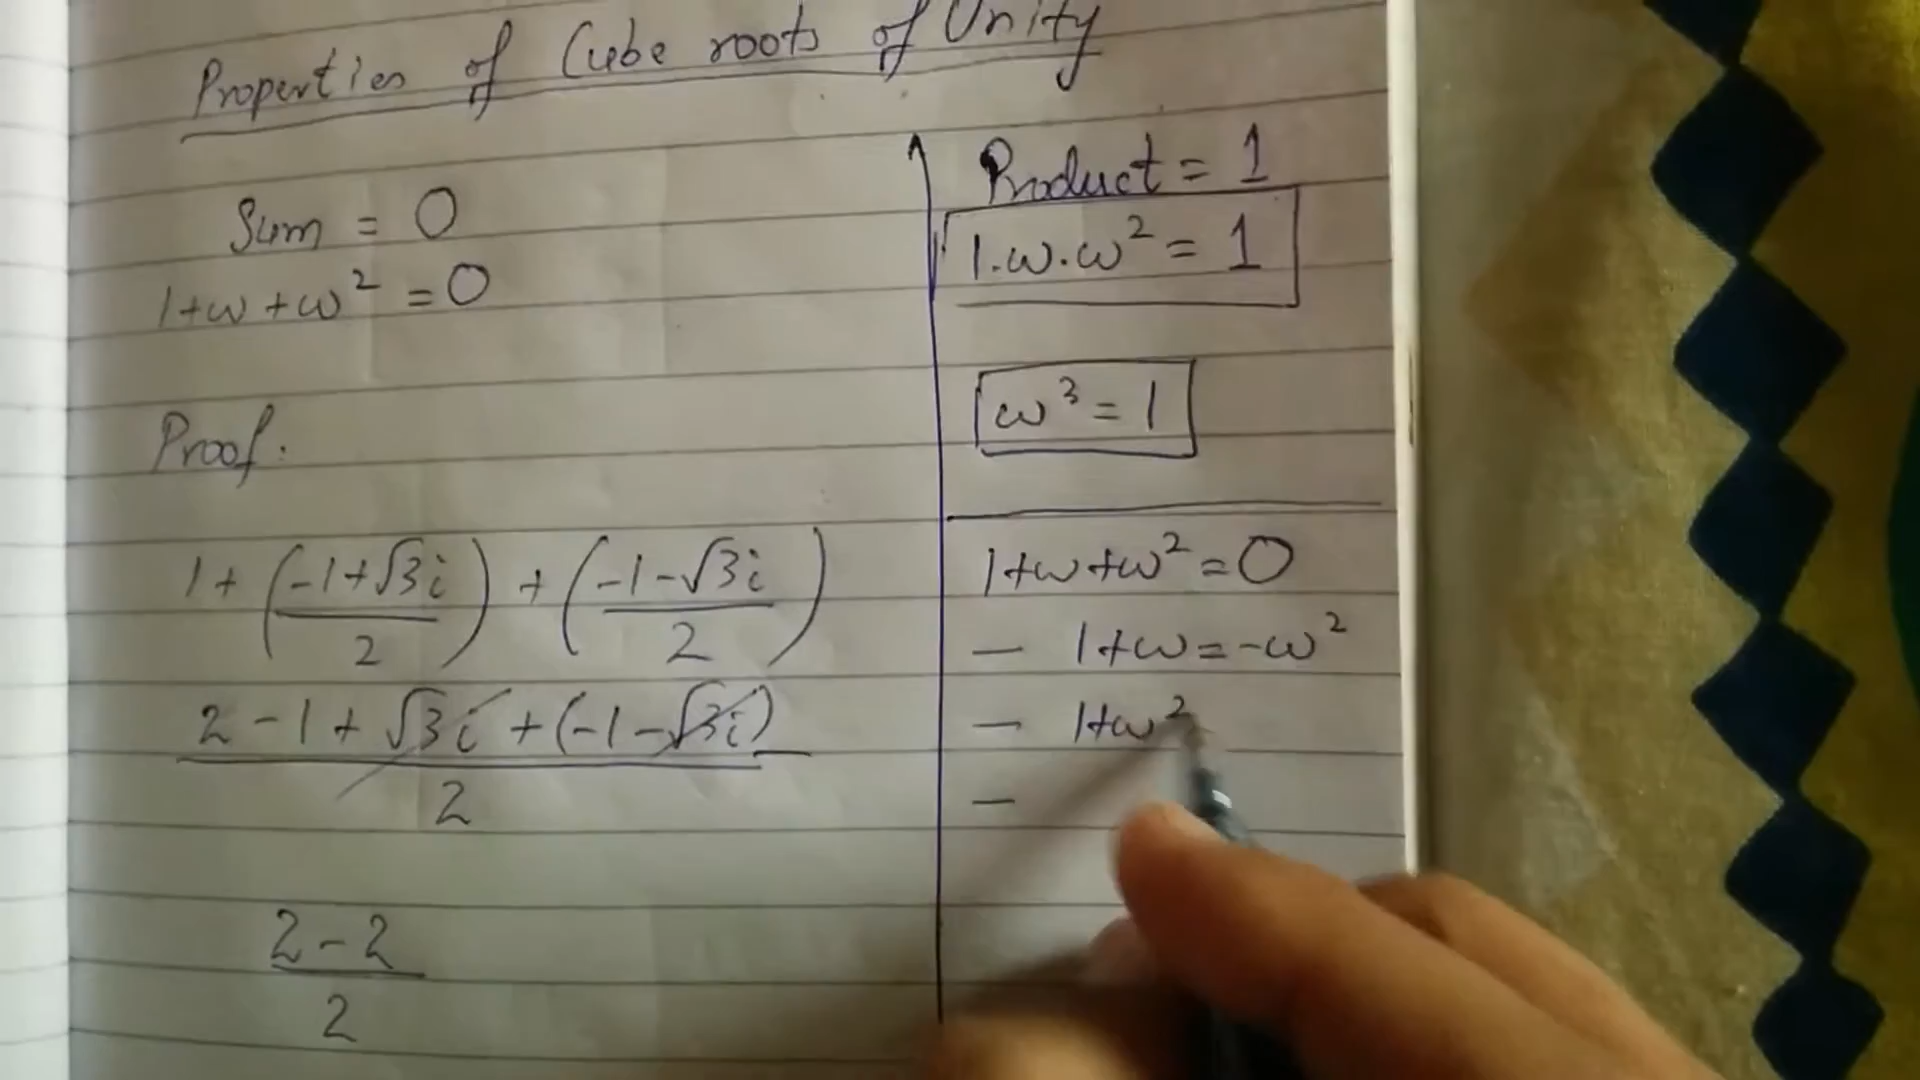 Properties of Cube roots of Unity
Sum = 0
1+ω+ω² = 0
Proof.
1 + (-1+√3i / 2) + (-1-√3i / 2)
2 - 1 + √3i + (-1 - √3i) / 2
2 - 2 / 2
Product = 1
1.ω.ω² = 1
ω³ = 1
1+ω+ω² = 0
— 1+ω = -ω²
— 1+ω²
—